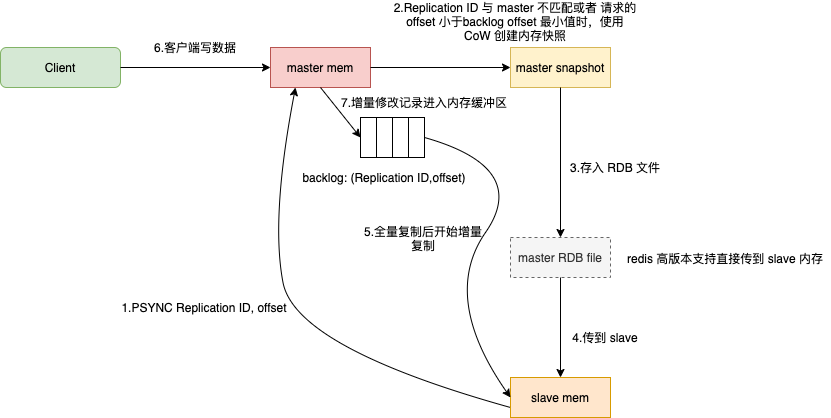 2.Replication ID 与 master 不匹配或者 请求的
offset 小于backlog offset 最小值时，使用
CoW 创建内存快照
6.客户端写数据
Client
master mem
master snapshot
7.增量修改记录进入内存缓冲区
3.存入 RDB 文件
backlog: (Replication ID,offset)
5.全量复制后开始增量
复制
master RDB file
redis 高版本支持直接传到 slave 内存
1.PSYNC Replication ID, offset
4.传到 slave
slave mem